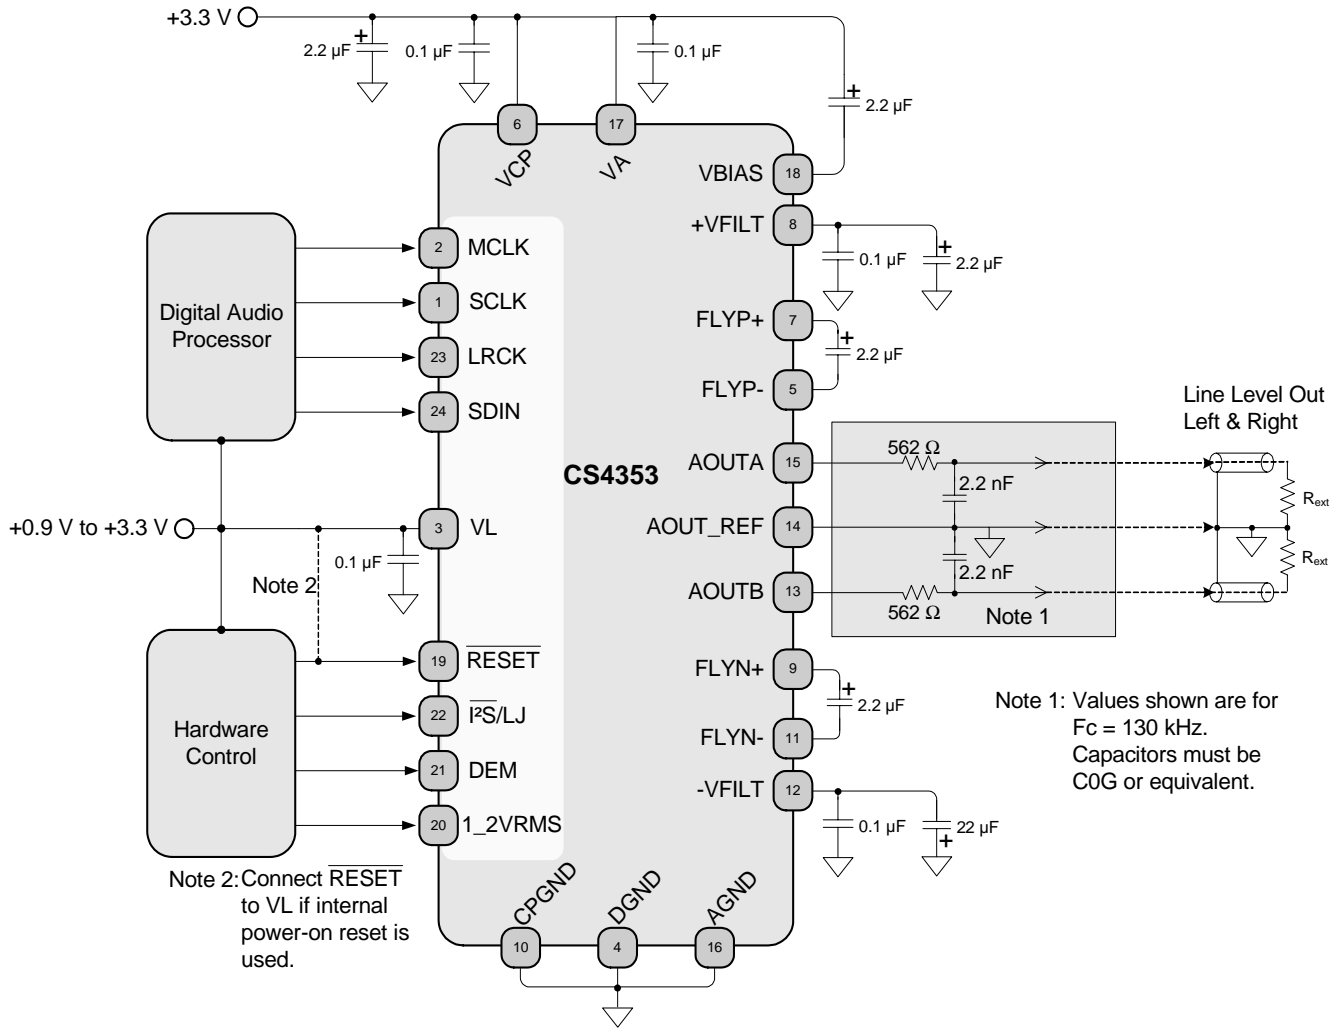 +3.3 V
2.2 µF
0.1 µF
0.1 µF
2.2 µF
6
17
VCP
VA
VBIAS
18
+VFILT
8
0.1 µF
2.2 µF
Digital Audio
Processor
2
MCLK
1
SCLK
23
LRCK
24
SDIN
FLYP+
7
2.2 µF
FLYP-
5
CS4353
Line Level Out
Left & Right
AOUTA
15
562 Ω
2.2 nF
Rext
AOUT_REF
14
2.2 nF
Rext
AOUTB
13
562 Ω
Note 1
+0.9 V to +3.3 V
3
VL
0.1 µF
Note 2
Hardware
Control
19
RESET
22
I²S/LJ
21
DEM
20
1_2VRMS
FLYN+
9
2.2 µF
FLYN-
11
-VFILT
12
0.1 µF
22 µF
Note 1: Values shown are for
Fc = 130 kHz.
Capacitors must be
C0G or equivalent.
Note 2: Connect RESET
to VL if internal
power-on reset is
used.
CPGND
DGND
AGND
10
4
16
+
+
+
+
+
+